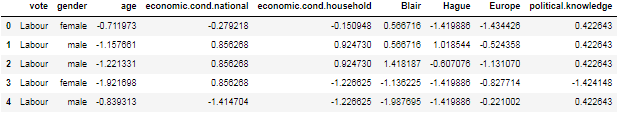 vote gender age economic.cond.national economic.cond.household Blair Hague Europe political.knowledge
0 Labour female -0.711973 -0.279218 -0.150948 0.566716 -1.419886 -1.434426 0.422643
1 Labour male -1.157661 0.856268 0.924730 0.566716 1.018544 -0.524358 0.422643
2 Labour male -1.221331 0.856268 0.924730 1.418187 -0.607076 -1.131070 0.422643
3 Labour female -1.921698 0.856268 -1.226625 -1.136225 -1.419886 -0.827714 -1.424148
4 Labour male -0.839313 -1.414704 -1.226625 -1.987695 -1.419886 -0.221002 0.422643